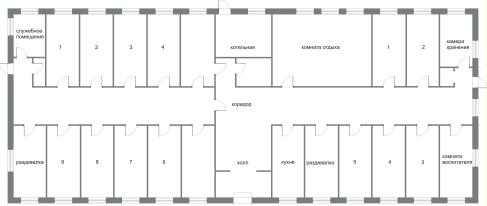 служебное
помещение
1
2
3
4
котельная
комната отдыха
1
2
камера
хранения
коридор
раздевалка
9
8
7
6
холл
кухня
раздевалка
5
4
3
комната
воспитателя